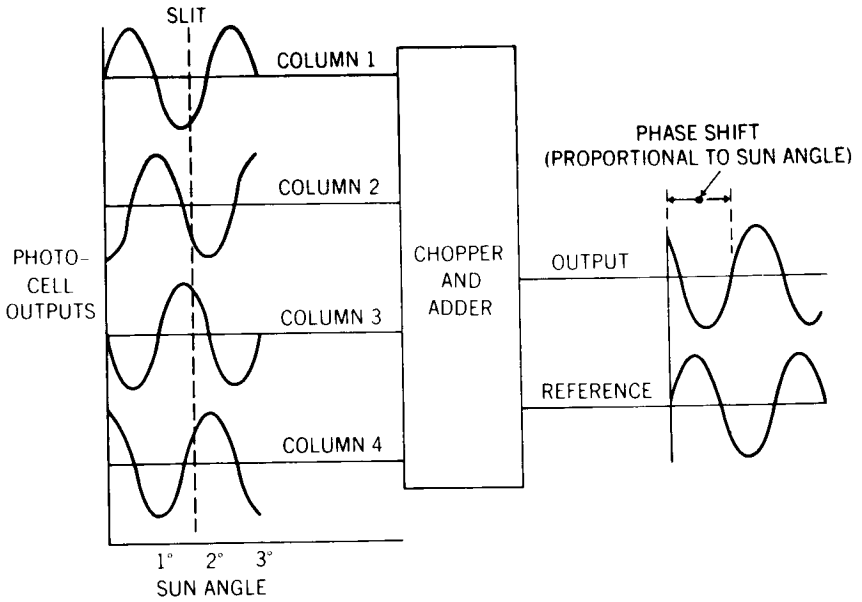 SLIT
COLUMN 1
COLUMN 2
PHOTO-
CELL
OUTPUTS
COLUMN 3
COLUMN 4
1° 2° 3°
SUN ANGLE
CHOPPER
AND
ADDER
PHASE SHIFT
(PROPORTIONAL TO SUN ANGLE)
OUTPUT
REFERENCE